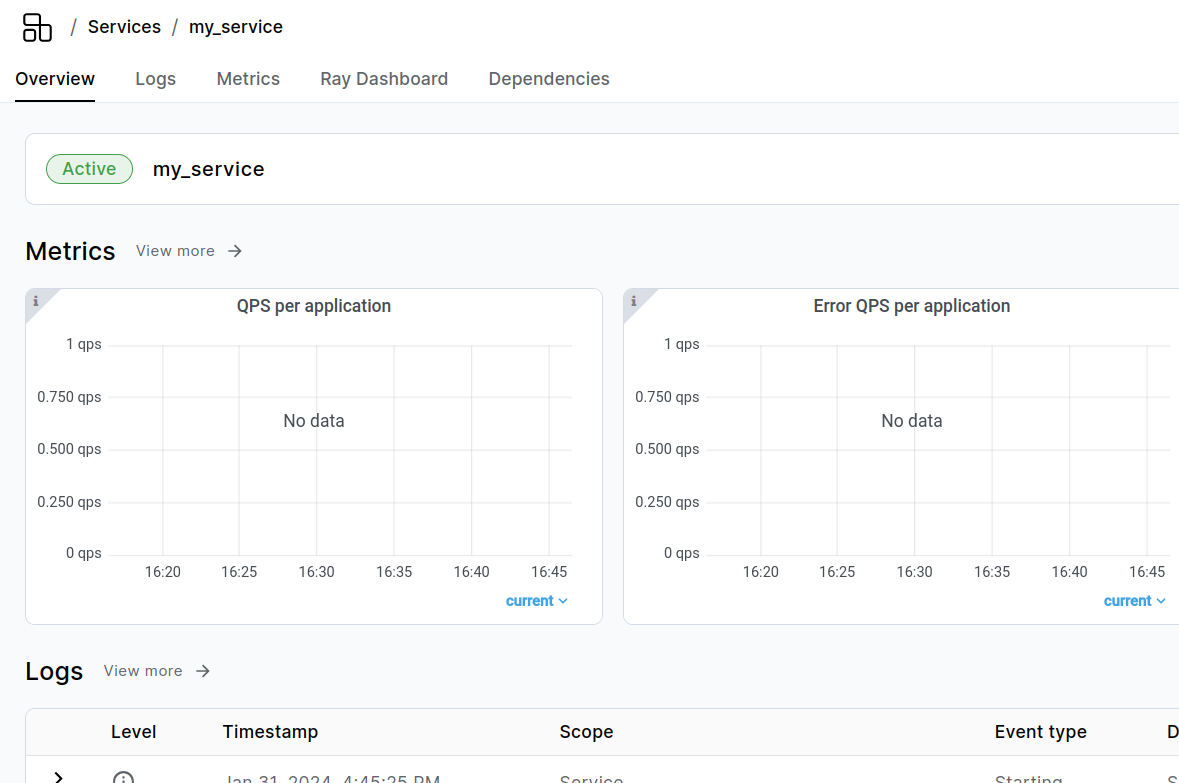 / Services / my_service
Overview Logs Metrics Ray Dashboard Dependencies
Active my_service
Metrics View more →
i QPS per application
1 qps
0.750 qps
No data
0.500 qps
0.250 qps
0 qps
16:20 16:25 16:30 16:35 16:40 16:45
current
i Error QPS per application
1 qps
0.750 qps
No data
0.500 qps
0.250 qps
0 qps
16:20 16:25 16:30 16:35 16:40 16:45
current
Logs View more →
Level Timestamp Scope Event type D
Jan 31, 2024, 4:45:25 PM Service Starting S